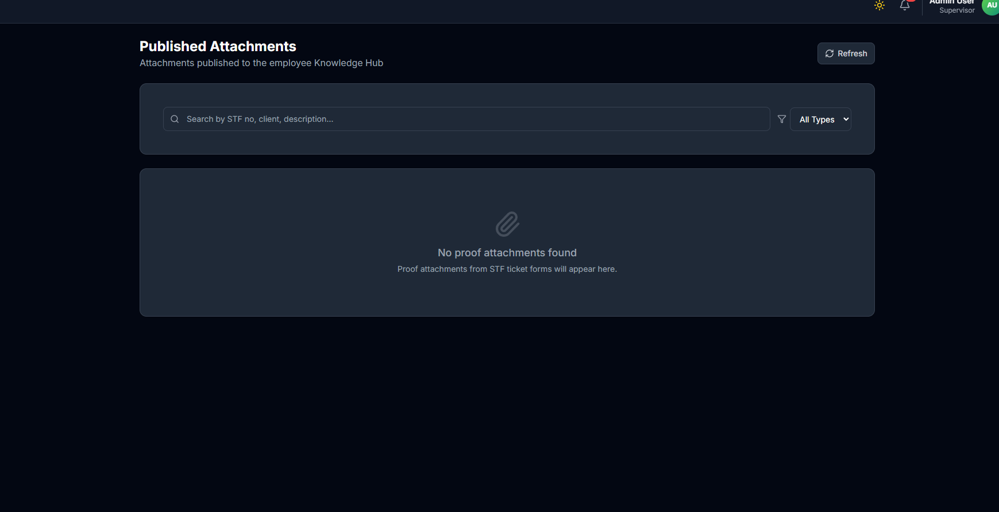 Admin User
Supervisor
AU
Published Attachments
Attachments published to the employee Knowledge Hub
Refresh
Search by STF no, client, description...
All Types
No proof attachments found
Proof attachments from STF ticket forms will appear here.